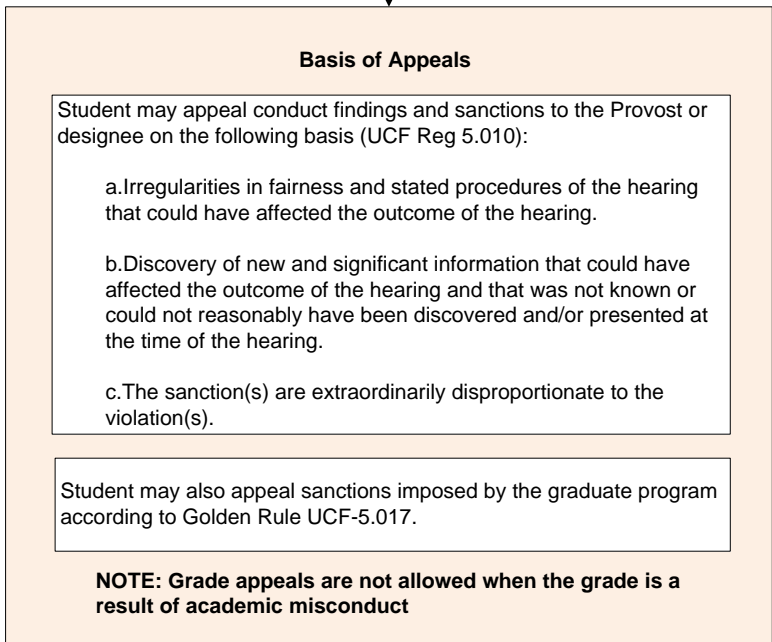 Basis of Appeals
Student may appeal conduct findings and sanctions to the Provost or
designee on the following basis (UCF Reg 5.010):
a.Irregularities in fairness and stated procedures of the hearing
that could have affected the outcome of the hearing.
b.Discovery of new and significant information that could have
affected the outcome of the hearing and that was not known or
could not reasonably have been discovered and/or presented at
the time of the hearing.
c.The sanction(s) are extraordinarily disproportionate to the
violation(s).
Student may also appeal sanctions imposed by the graduate program
according to Golden Rule UCF-5.017.
NOTE: Grade appeals are not allowed when the grade is a
result of academic misconduct